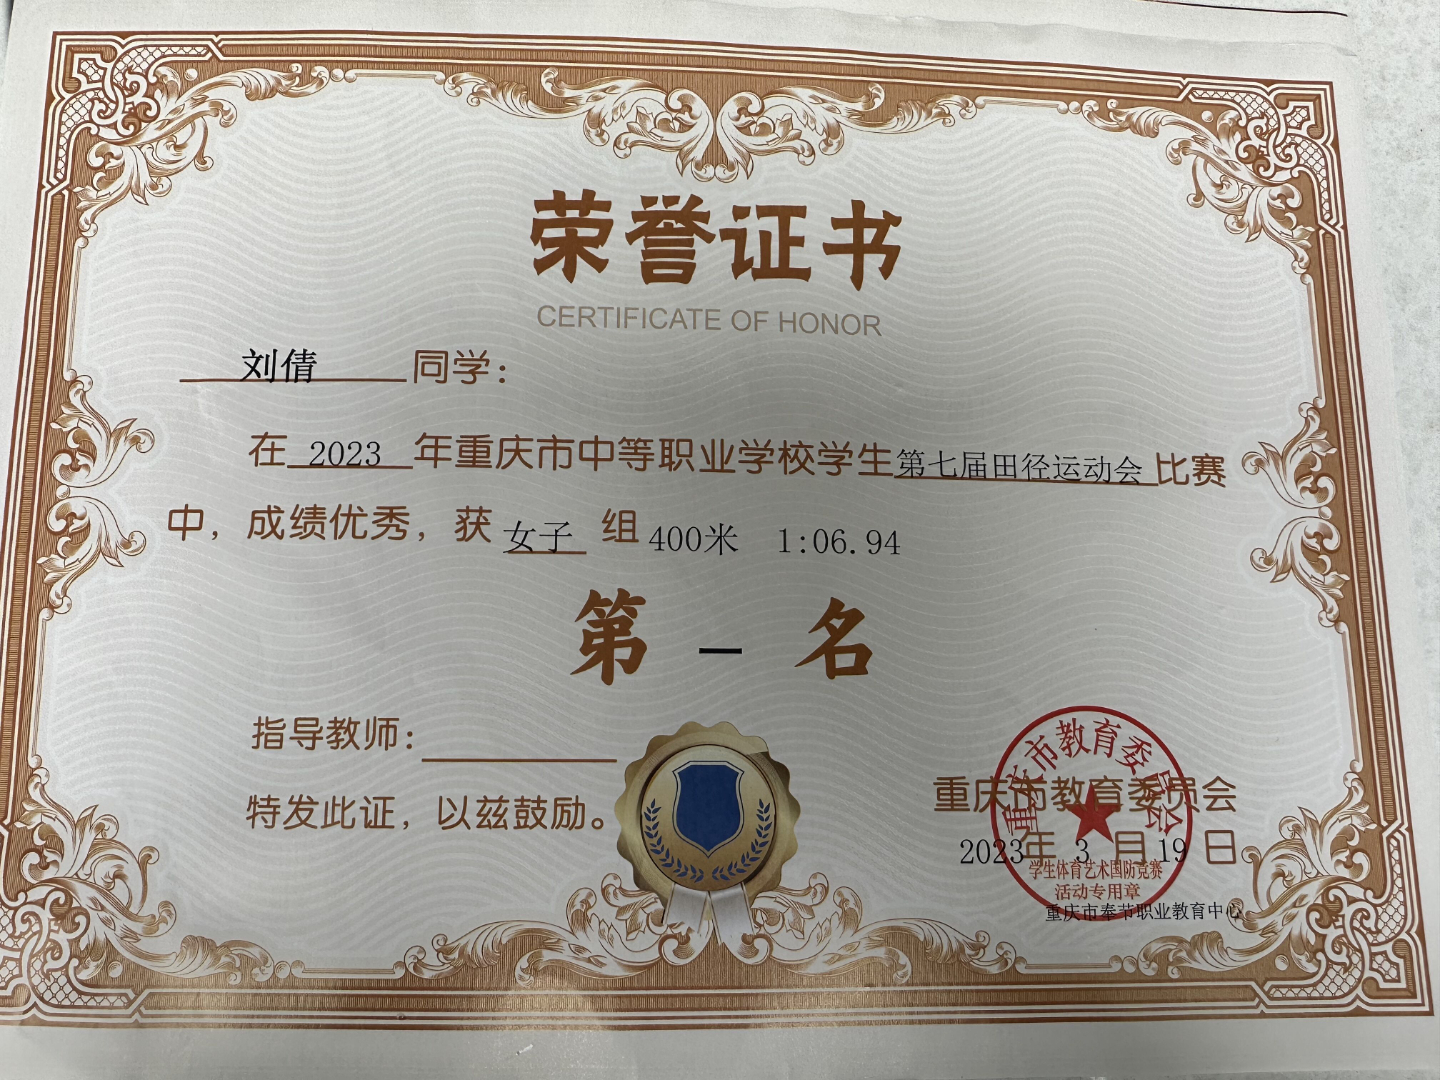 荣誉证书
CERTIFICATE OF HONOR
刘倩 同学：
在 2023 年重庆市中等职业学校学生第七届田径运动会比赛
中，成绩优秀，获 女子 组 400米 1:06.94
第 一 名
指导教师：
特发此证，以兹鼓励。
重庆市教育委员会
2023年 3 月 19 日
重庆市教育委员会
学生体育艺术国防竞赛
活动专用章
重庆市奉节职业教育中心